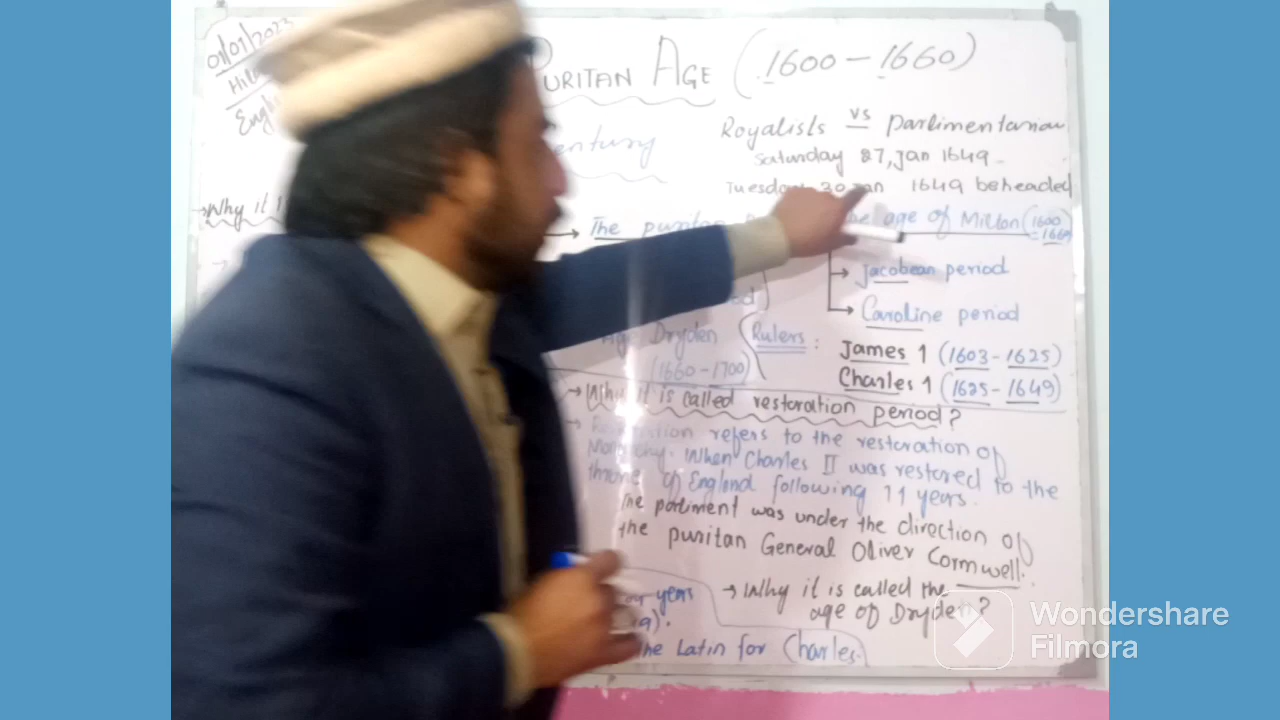 01/01/2023
PURITAN AGE (1600 - 1660)
Royalists vs Parlimentarian
Saturday 27, Jan 1649
30 Jan 1649 beheaded
→ Why it
→ The puritan
age of Milton (1600
- 1660
→ Jacobean period
→ Caroline period
Dryden
(1660-1700)
Rulers :
James 1 (1603 - 1625)
Charles 1 (1625 - 1649)
→ Why it is called restoration period?
refers to the restoration of
When Charles II was restored to the
throne of England following 11 years.
The parliment was under the direction of
the puritan General Oliver Cormwell.
years
→ Why it is called the
age of Dryden?
the Latin for Charles.
Wondershare
Filmora